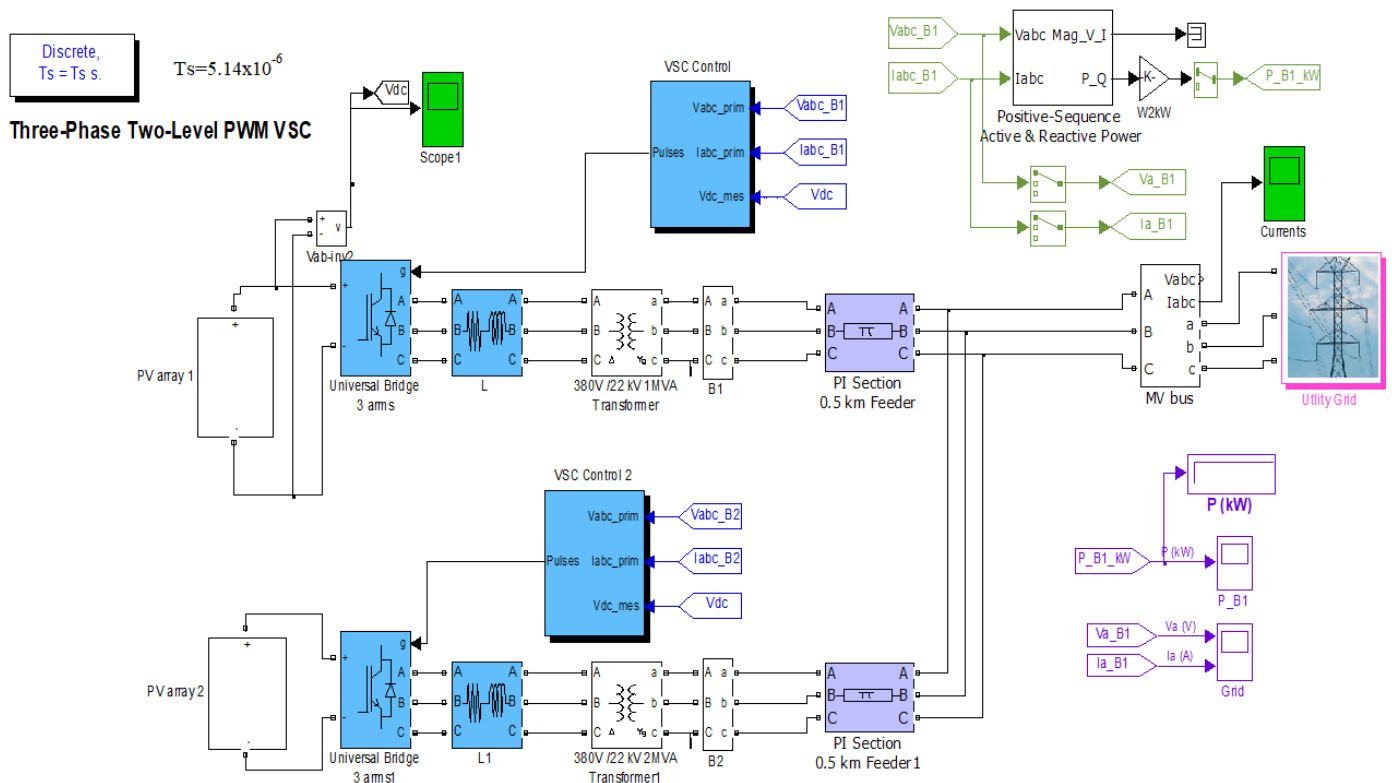 Discrete,
Ts = Ts s.
Ts=5.14x10-6
Three-Phase Two-Level PWM VSC
Vdc
Scope1
VSC Control
Vabc_prim
Iabc_prim
Vdc_mes
Pulses
Vabc_B1
Iabc_B1
Vdc
Vabc_B1
Iabc_B1
Vabc Mag_V_I
Iabc
P_Q
K-
W2kW
P_B1_kW
Positive-Sequence
Active & Reactive Power
Va_B1
Ia_B1
Currents
+
-
v
Vab-inv2
PV array 1
+
-
+
-
g
A
B
C
Universal Bridge
3 arms
A A
B B
C C
L
A a
B b
C c
Δ Yg
380V /22 kV 1MVA
Transformer
A a
B b
C c
B1
A A
B B
C C
PI Section
0.5 km Feeder
A
B
C
Vabc
Iabc
a
b
c
MV bus
Utlity Grid
VSC Control 2
Vabc_prim
Iabc_prim
Vdc_mes
Pulses
Vabc_B2
Iabc_B2
Vdc
P (kW)
P_B1_kW
P (kW)
P_B1
Va_B1
Va (V)
Ia_B1
Ia (A)
Grid
PV array 2
+
-
+
-
g
A
B
C
Universal Bridge
3 arms1
A A
B B
C C
L1
A a
B b
C c
Δ Yg
380V /22 kV 2MVA
Transformer1
A a
B b
C c
B2
A A
B B
C C
PI Section
0.5 km Feeder1